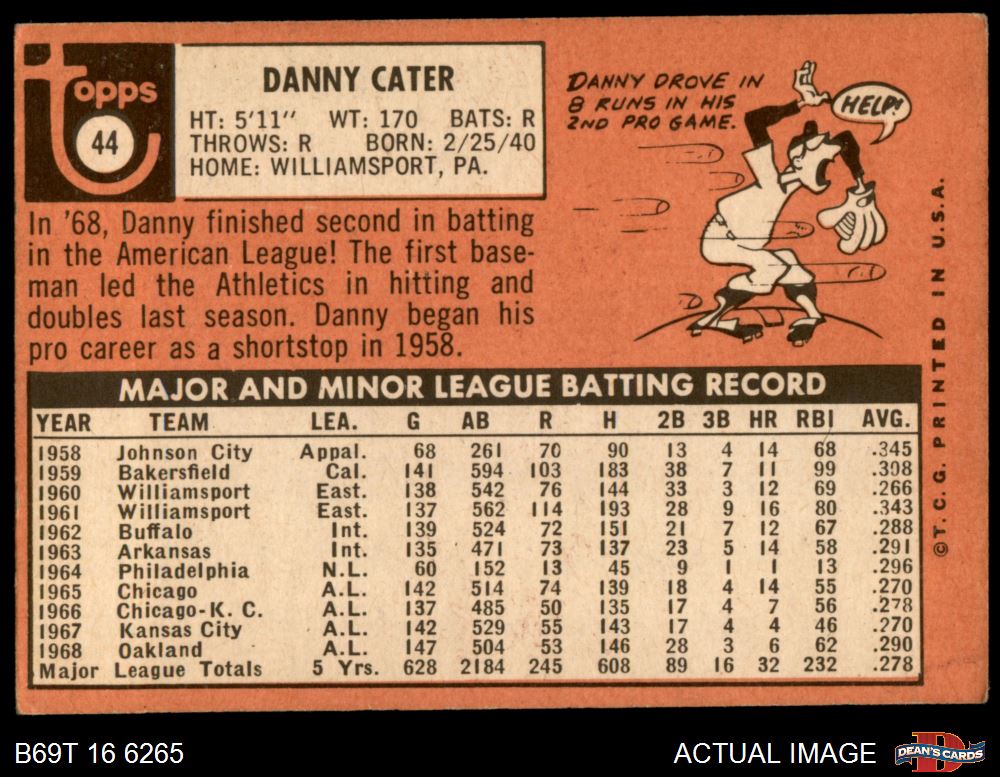 Topps
44
DANNY CATER
HT: 5'11" WT: 170 BATS: R
THROWS: R BORN: 2/25/40
HOME: WILLIAMSPORT, PA.
In '68, Danny finished second in batting
in the American League! The first base-
man led the Athletics in hitting and
doubles last season. Danny began his
pro career as a shortstop in 1958.
DANNY DROVE IN
8 RUNS IN HIS
2ND PRO GAME.
HELP!
MAJOR AND MINOR LEAGUE BATTING RECORD
YEAR TEAM LEA. G AB R H 2B 3B HR RBI AVG.
1958 Johnson City Appal. 68 261 70 90 13 4 14 68 .345
1959 Bakersfield Cal. 141 594 103 183 38 7 11 99 .308
1960 Williamsport East. 138 542 76 144 33 3 12 69 .266
1961 Williamsport East. 137 562 114 193 28 9 16 80 .343
1962 Buffalo Int. 139 524 72 151 21 7 12 67 .288
1963 Arkansas Int. 135 471 73 137 23 5 14 58 .291
1964 Philadelphia N.L. 60 152 13 45 9 1 1 13 .296
1965 Chicago A.L. 142 514 74 139 18 4 14 55 .270
1966 Chicago-K. C. A.L. 137 485 50 135 17 4 7 56 .278
1967 Kansas City A.L. 142 529 55 143 17 4 4 46 .270
1968 Oakland A.L. 147 504 53 146 28 3 6 62 .290
Major League Totals 5 Yrs. 628 2184 245 608 89 16 32 232 .278
© T. C. G. PRINTED IN U.S.A.
B69T 16 6265
ACTUAL IMAGE
DEAN'S CARDS